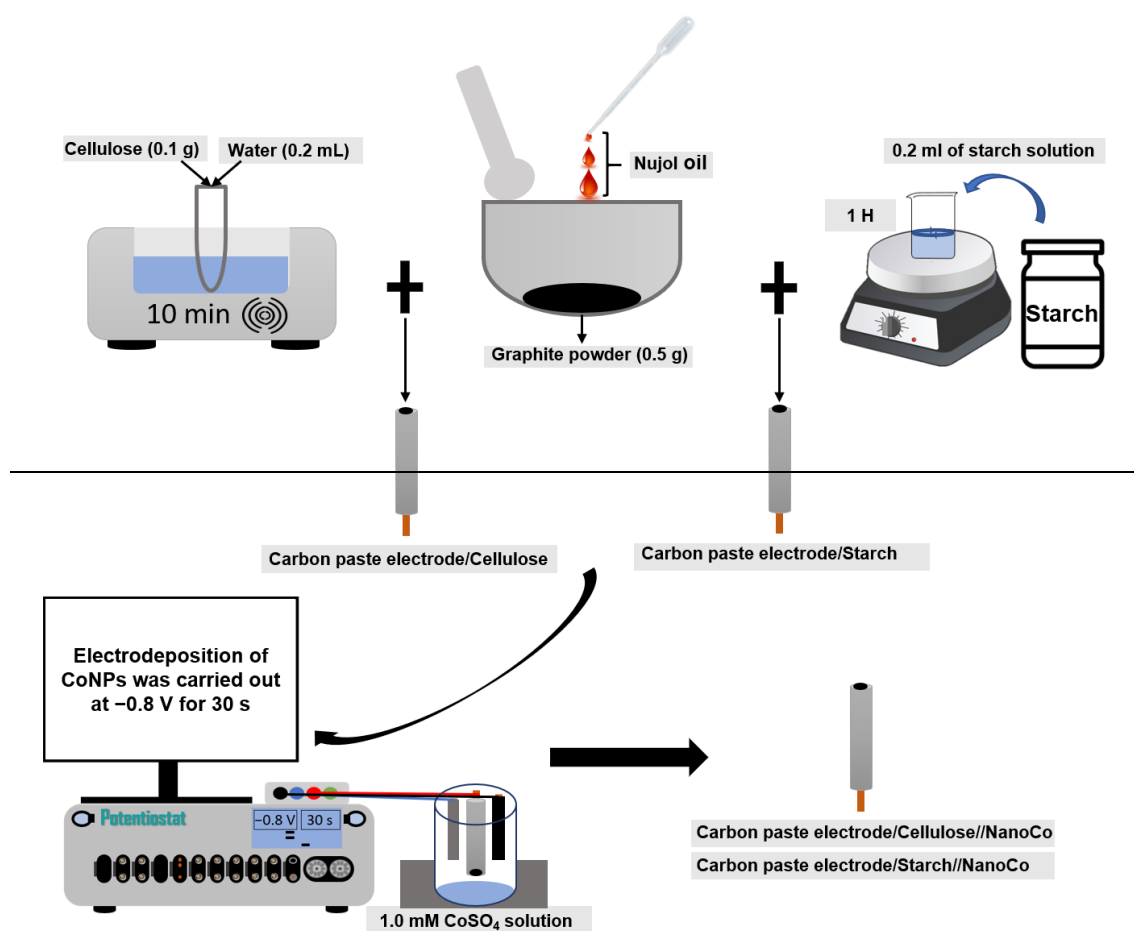 Cellulose (0.1 g)
Water (0.2 mL)
Nujol oil
0.2 ml of starch solution
1 H
10 min
Starch
Graphite powder (0.5 g)
Carbon paste electrode/Cellulose
Carbon paste electrode/Starch
Electrodeposition of
CoNPs was carried out
at −0.8 V for 30 s
Potentiostat
−0.8 V
30 s
1.0 mM CoSO₄ solution
Carbon paste electrode/Cellulose//NanoCo
Carbon paste electrode/Starch//NanoCo